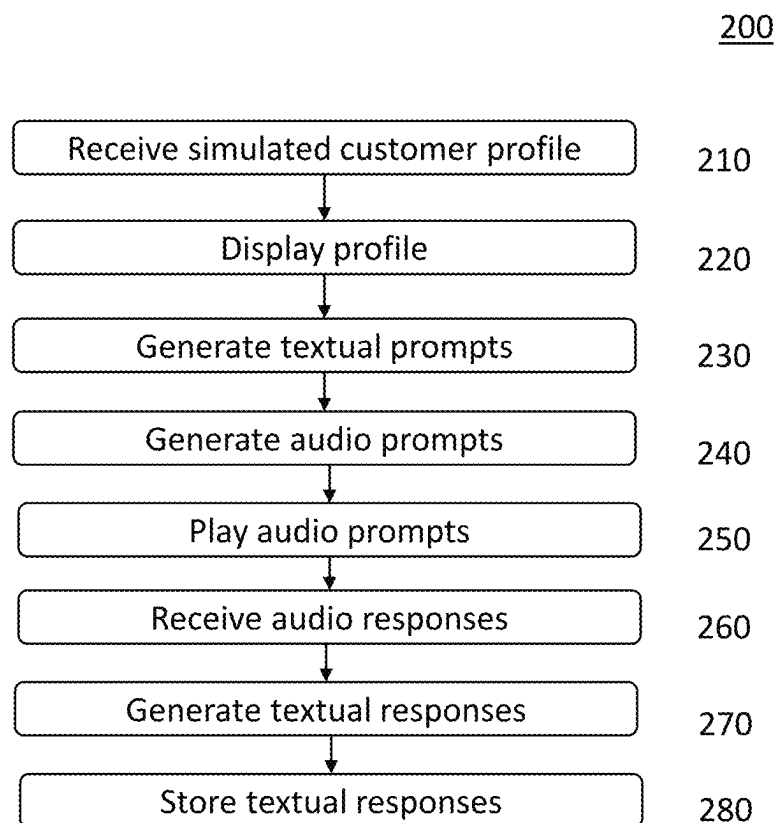 200
Receive simulated customer profile 210
Display profile 220
Generate textual prompts 230
Generate audio prompts 240
Play audio prompts 250
Receive audio responses 260
Generate textual responses 270
Store textual responses 280